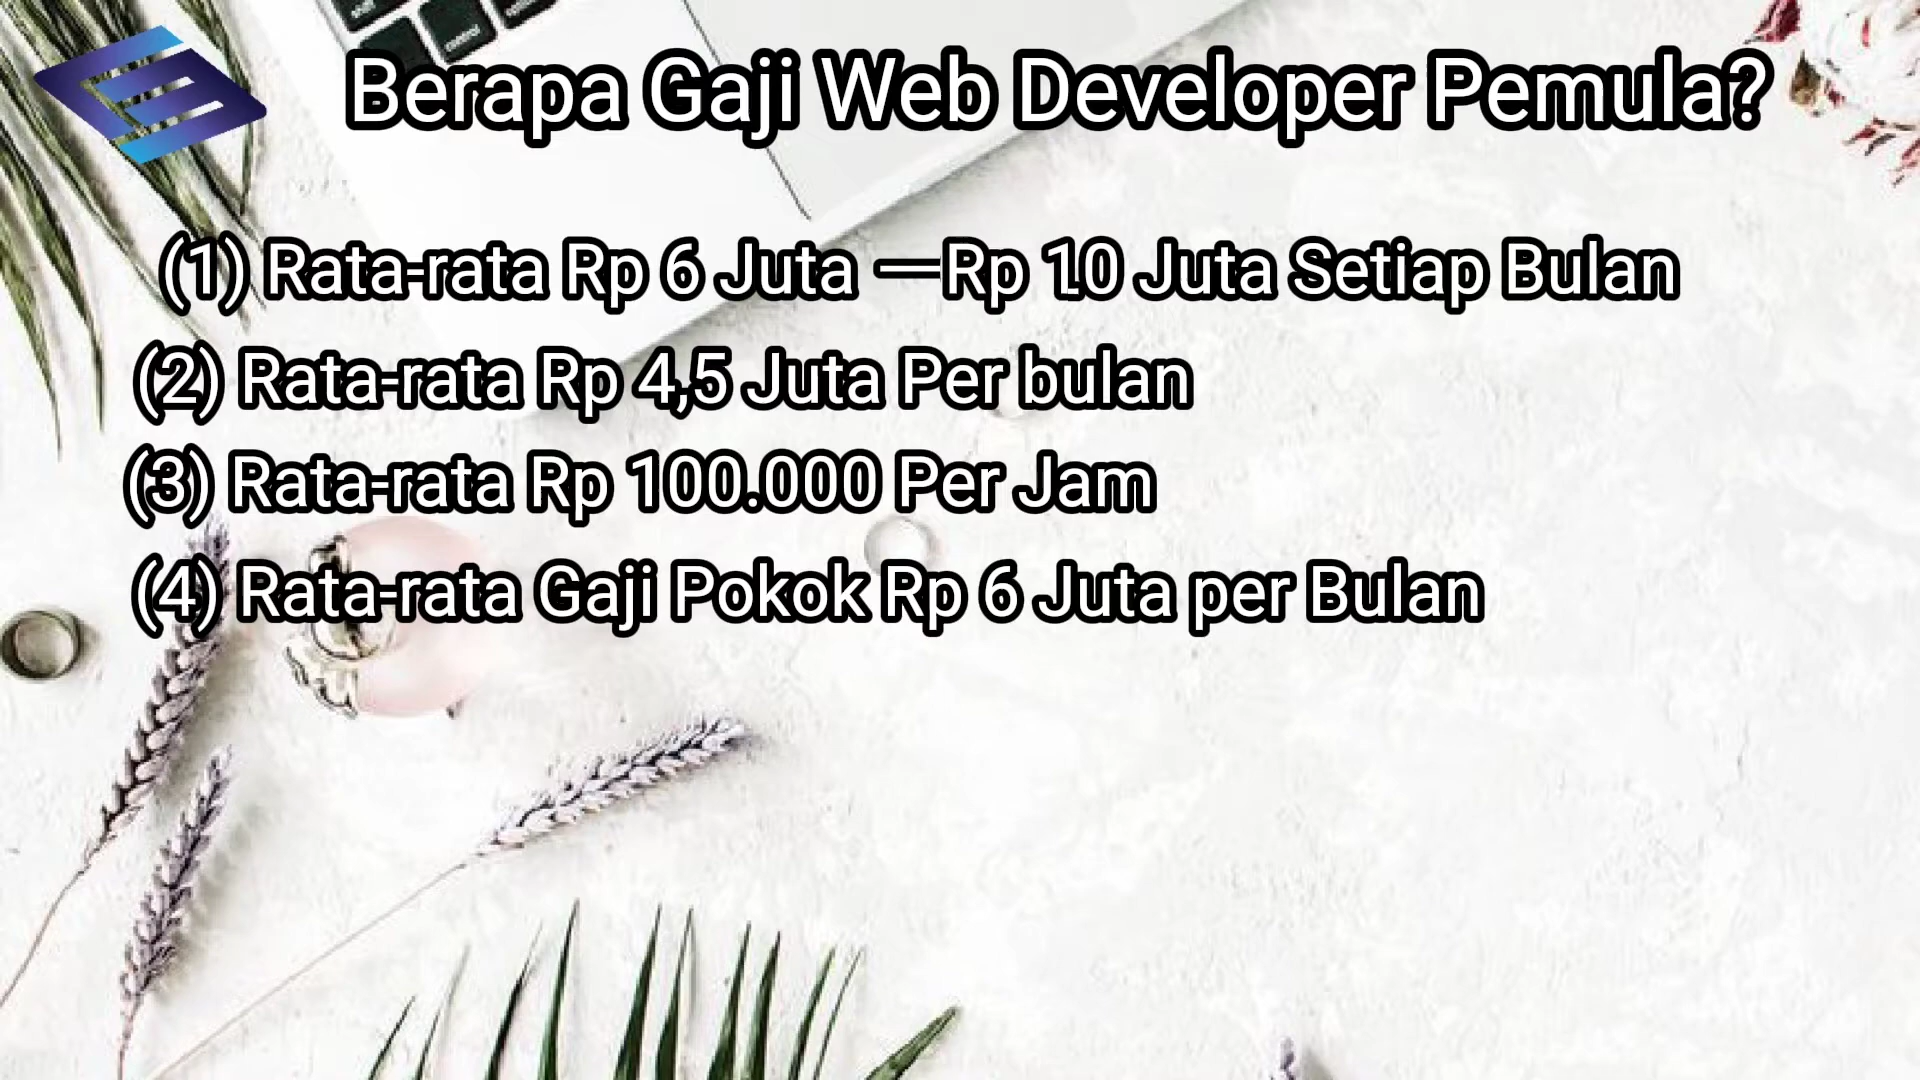 Berapa Gaji Web Developer Pemula?
(1) Rata-rata Rp 6 Juta —Rp 10 Juta Setiap Bulan
(2) Rata-rata Rp 4,5 Juta Per bulan
(3) Rata-rata Rp 100.000 Per Jam
(4) Rata-rata Gaji Pokok Rp 6 Juta per Bulan